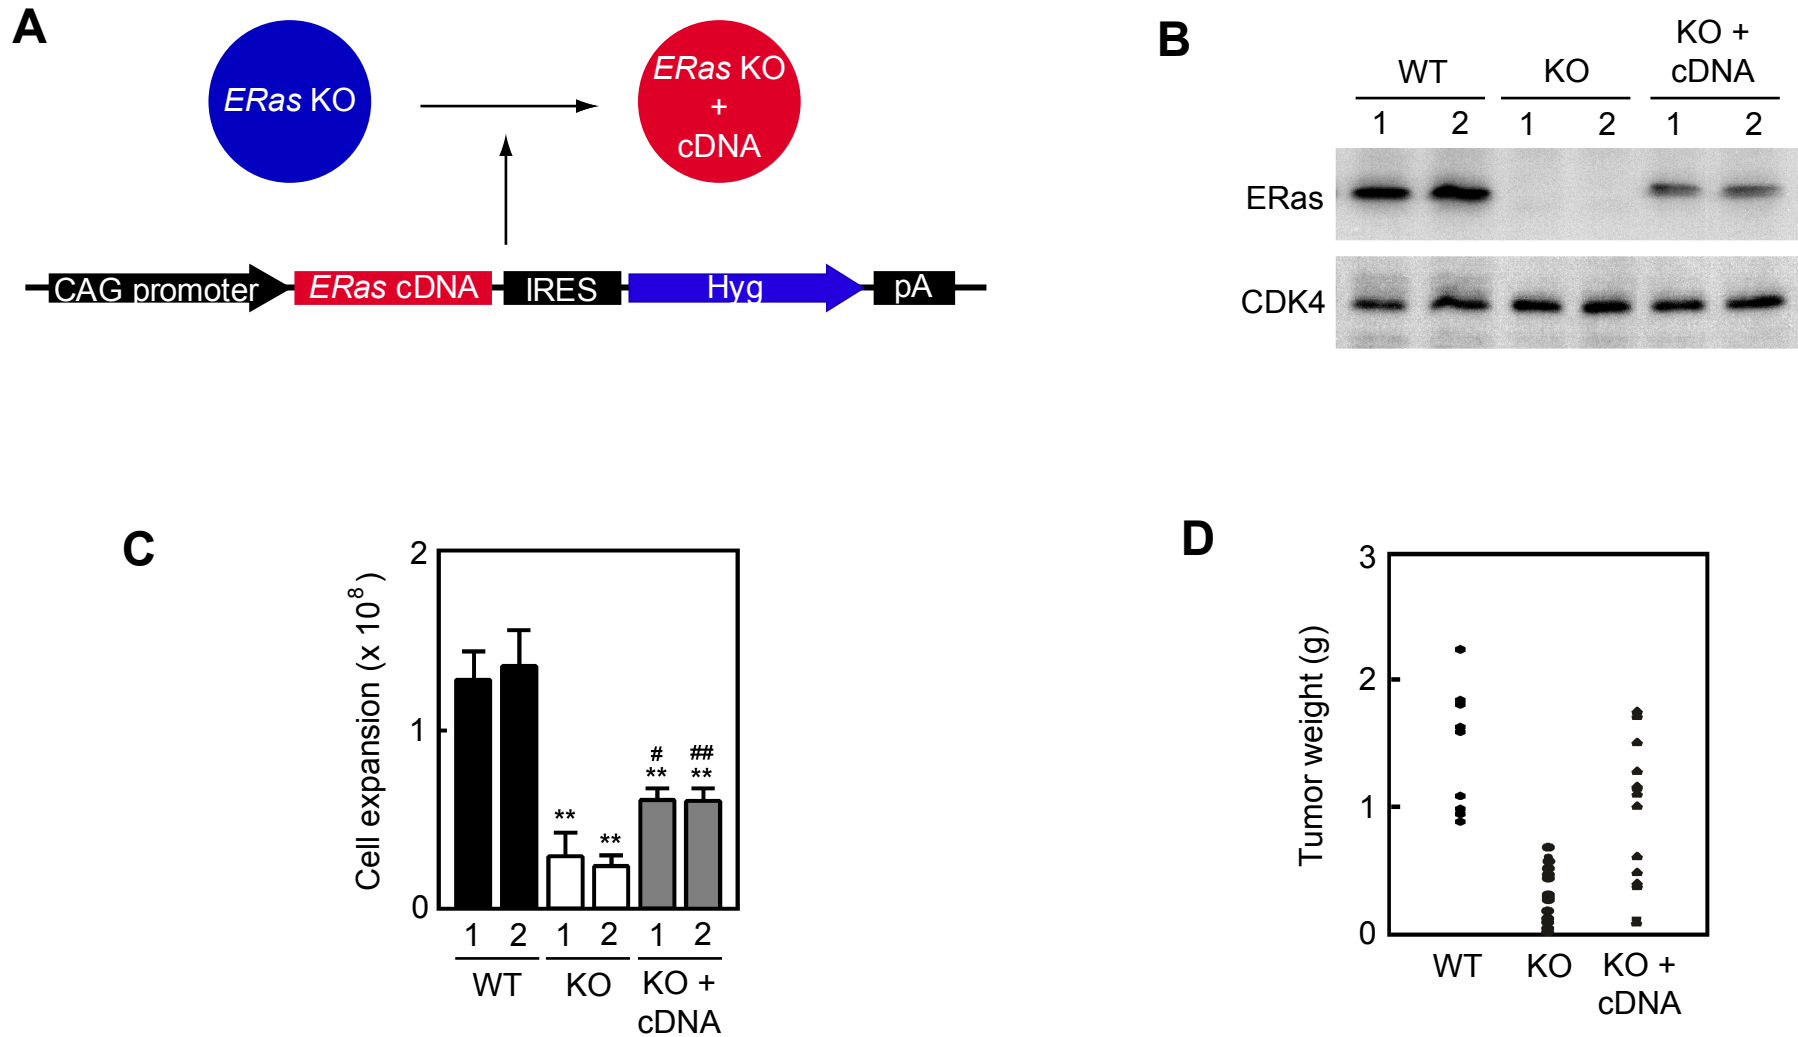 A
ERas KO
ERas KO
+
cDNA
CAG promoter
ERas cDNA
IRES
Hyg
pA
B
WT
KO
KO +
cDNA
1 2 1 2 1 2
ERas
CDK4
C
Cell expansion (x 10⁸)
2
1
0
**
**
#
**
##
**
1 2 1 2 1 2
WT
KO
KO +
cDNA
D
Tumor weight (g)
3
2
1
0
WT
KO
KO +
cDNA